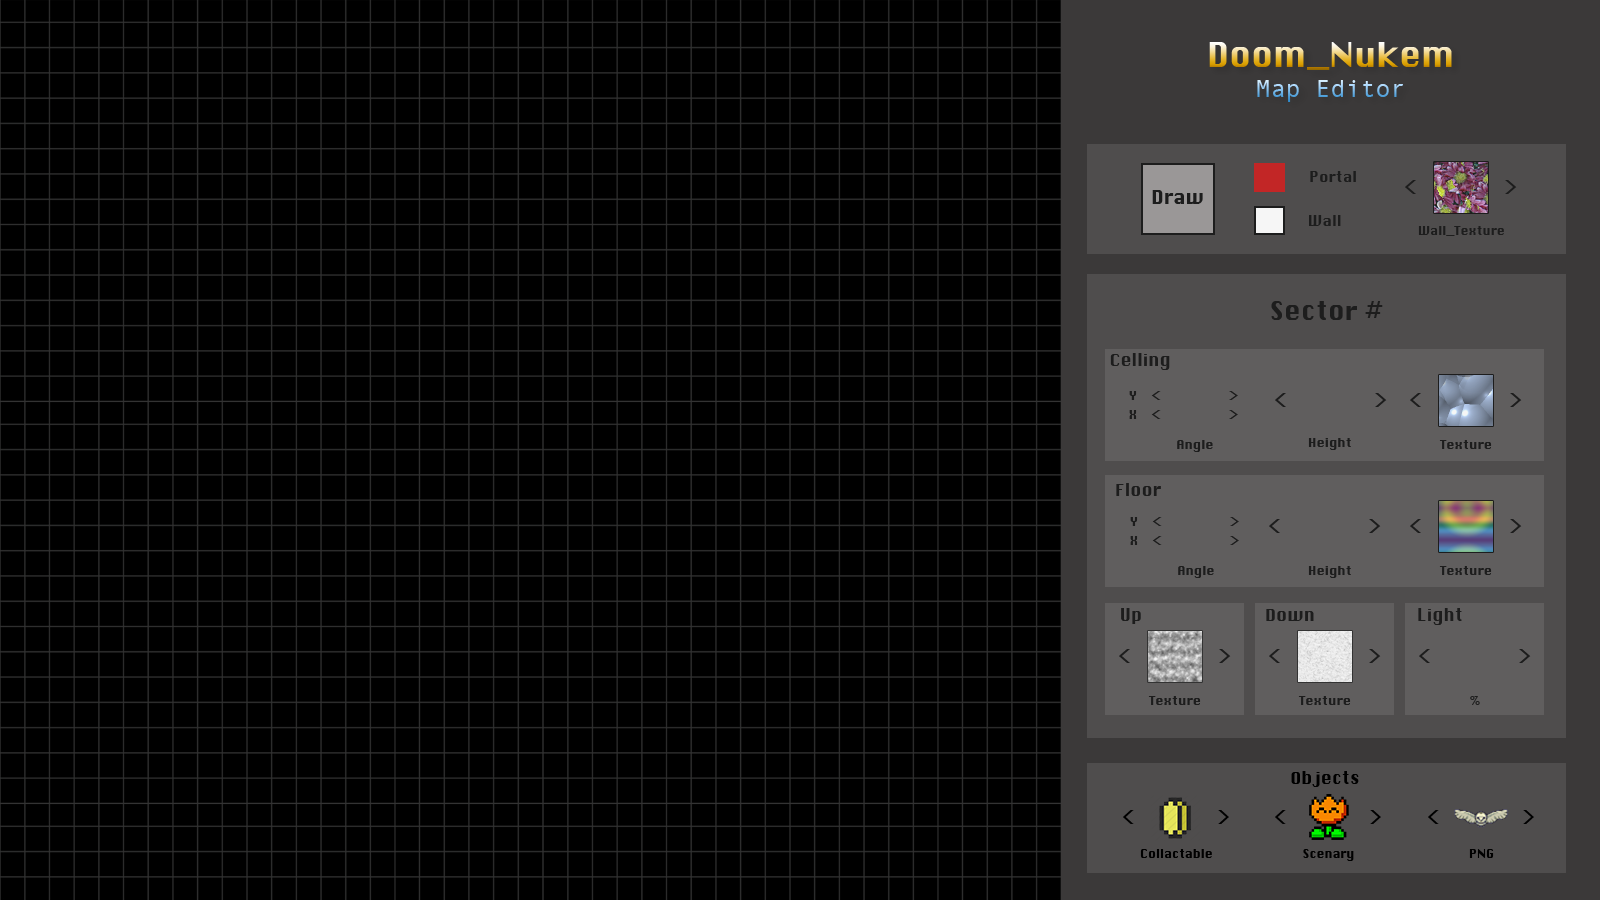 Doom_Nukem
Map Editor
Draw
Portal
Wall
< >
Wall_Texture
Sector #
Celling
Y < >
X < >
< >
< >
Angle
Height
Texture
Floor
Y < >
X < >
< >
< >
Angle
Height
Texture
Up
< >
Texture
Down
< >
Texture
Light
< >
%
Objects
< >
< >
< >
Collactable
Scenary
PNG